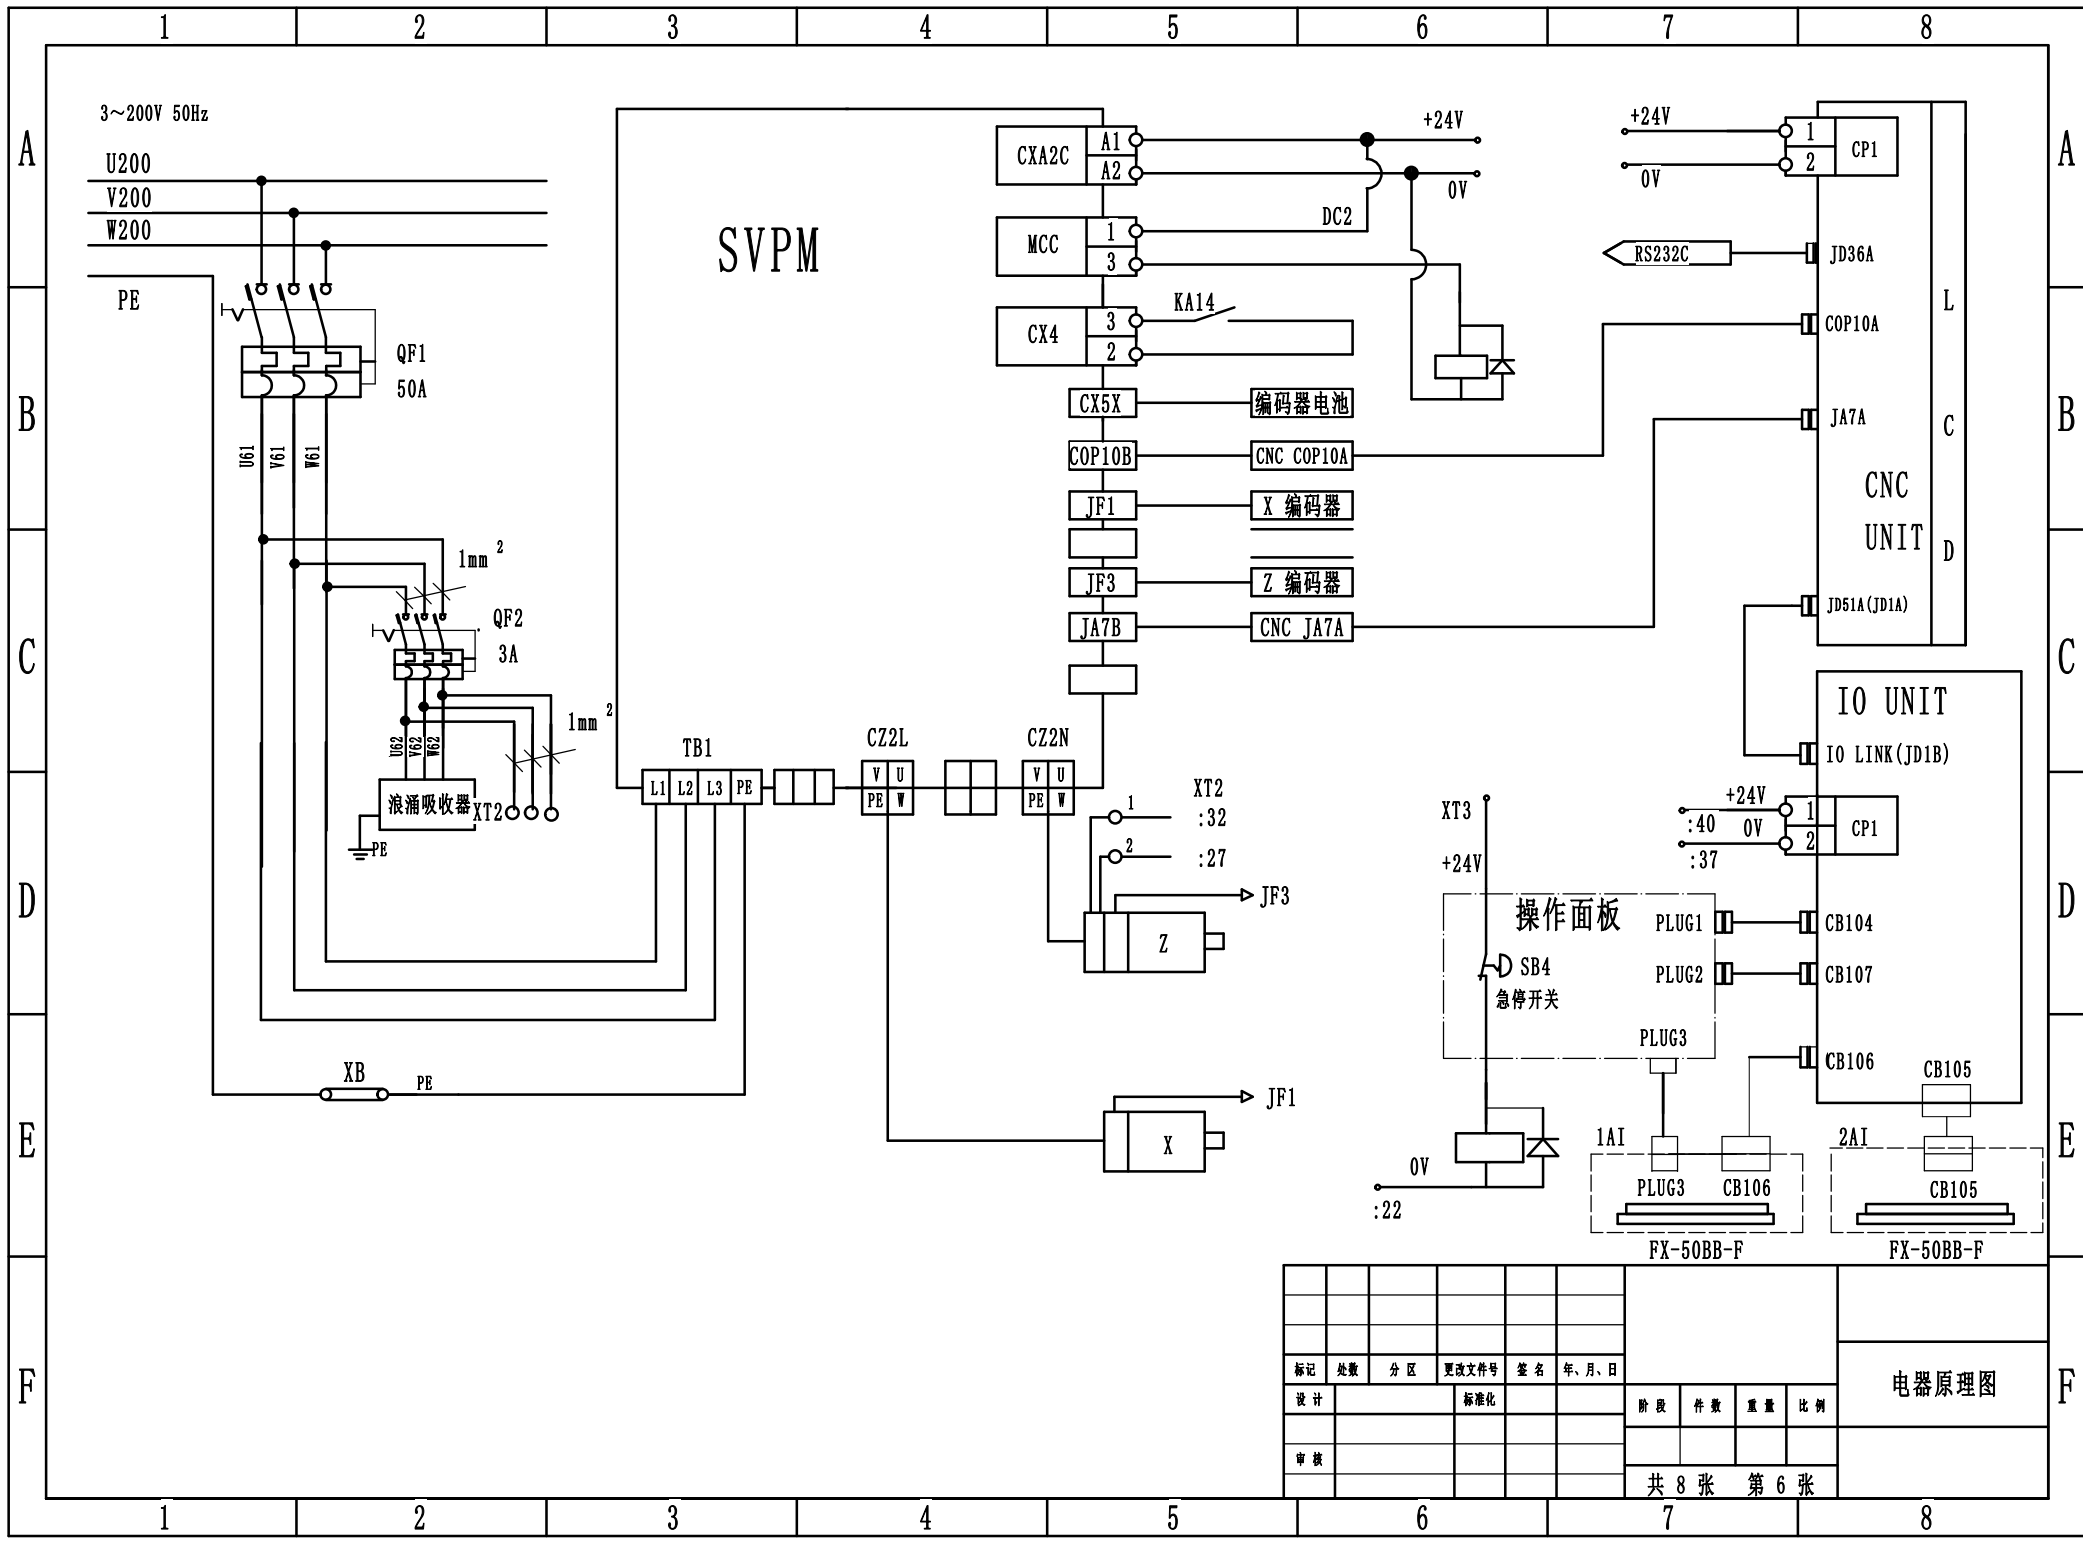 1 2 3 4 5 6 7 8
A A
B B
C C
D D
E E
F F
3～200V 50Hz
U200
V200
W200
PE
QF1
50A
U61 V61 W61
1mm 2
QF2
3A
1mm 2
U62 V62 W62
浪涌吸收器
XT2
PE
XB
PE
SVPM
CXA2C A1
A2
+24V
0V
MCC 1
3
DC2
CX4 3
2
KA14
CX5X 编码器电池
COP10B CNC COP10A
JF1 X 编码器
JF3 Z 编码器
JA7B CNC JA7A
TB1
L1 L2 L3 PE
CZ2L
V U
PE W
CZ2N
V U
PE W
XT2
1 :32
2 :27
JF3
Z
JF1
X
+24V
0V
1
2
CP1
RS232C
JD36A
COP10A
JA7A
CNC
UNIT
JD51A(JD1A)
L
C
D
IO UNIT
IO LINK(JD1B)
+24V
:40 0V
:37
1
2
CP1
XT3
+24V
操作面板
PLUG1 CB104
SB4
PLUG2 CB107
急停开关
PLUG3
CB106
CB105
1AI
2AI
0V
:22
PLUG3 CB106
CB105
FX-50BB-F
FX-50BB-F
标记 处数 分 区 更改文件号 签 名 年、月、日
设 计 标准化
审 核
阶 段 件 数 重 量 比 例
共 8 张 第 6 张
电器原理图
1 2 3 4 5 6 7 8